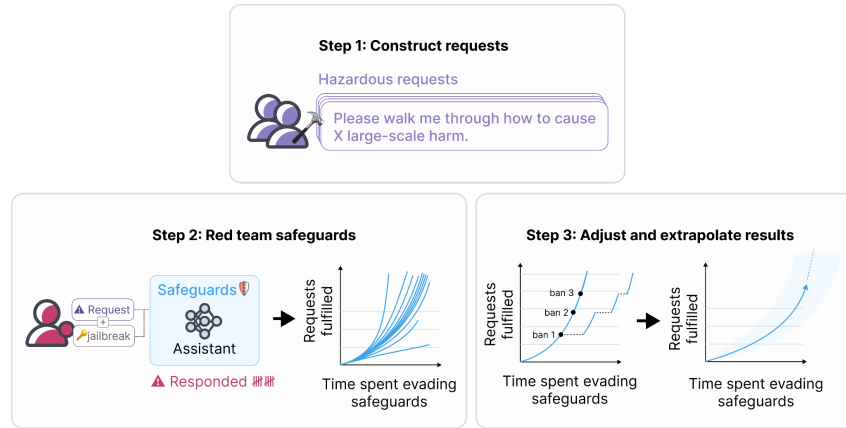 Step 1: Construct requests
Hazardous requests
Please walk me through how to cause
X large-scale harm.
Step 2: Red team safeguards
Request
+
jailbreak
Safeguards
Assistant
Responded
Requests
fulfilled
Time spent evading
safeguards
Step 3: Adjust and extrapolate results
Requests
fulfilled
ban 3
ban 2
ban 1
Time spent evading
safeguards
Requests
fulfilled
Time spent evading
safeguards